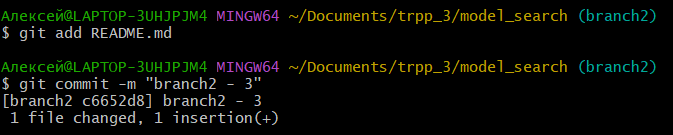 Алексей@LAPTOP-3UHJPJM4 MINGW64 ~/Documents/trpp_3/model_search (branch2)
$ git add README.md
Алексей@LAPTOP-3UHJPJM4 MINGW64 ~/Documents/trpp_3/model_search (branch2)
$ git commit -m "branch2 - 3"
[branch2 c6652d8] branch2 - 3
 1 file changed, 1 insertion(+)